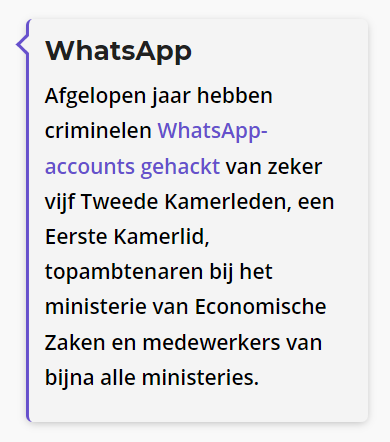 WhatsApp
Afgelopen jaar hebben
criminelen WhatsApp-
accounts gehackt van zeker
vijf Tweede Kamerleden, een
Eerste Kamerlid,
topambtenaren bij het
ministerie van Economische
Zaken en medewerkers van
bijna alle ministeries.